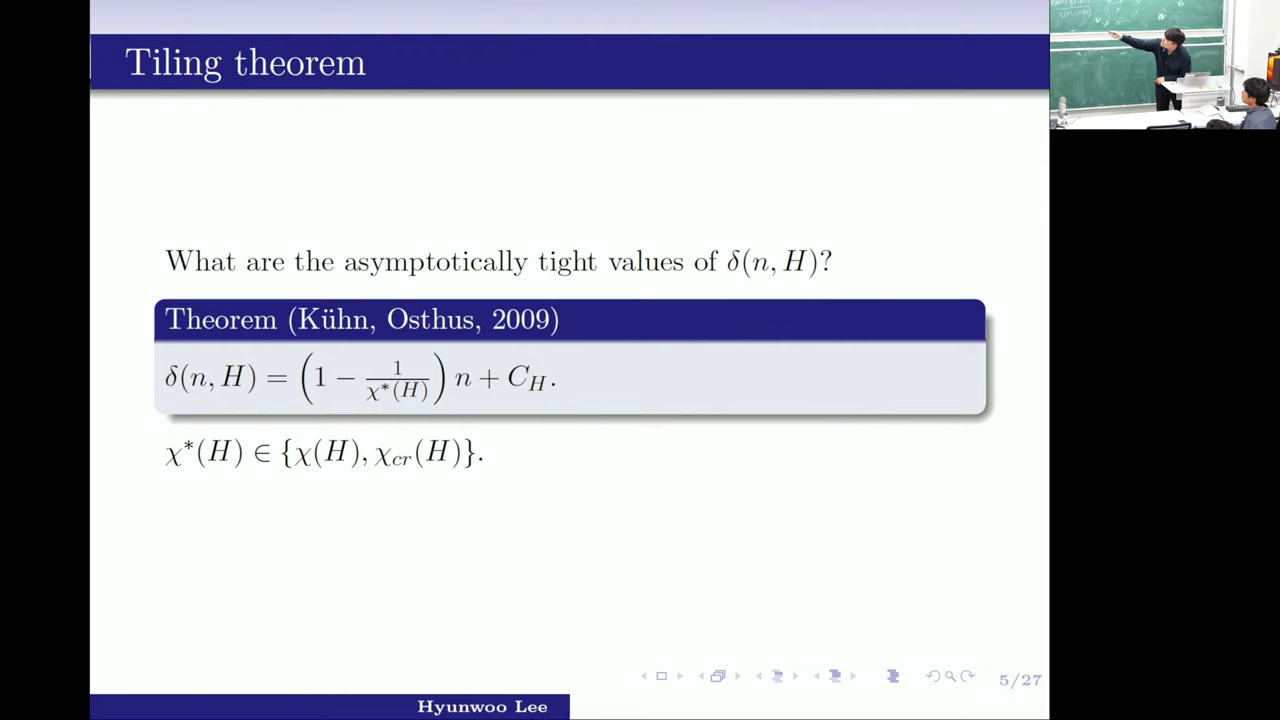 Tiling theorem
What are the asymptotically tight values of δ(n, H)?
Theorem (Kühn, Osthus, 2009)
δ(n, H) = (1 − 1/χ*(H)) n + C_H.
χ*(H) ∈ {χ(H), χ_cr(H)}.
5/27
Hyunwoo Lee